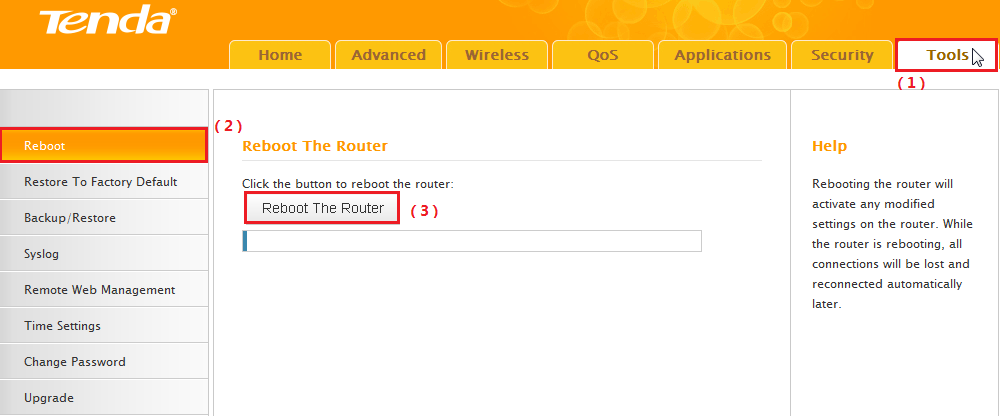 Tenda®
Home Advanced Wireless QoS Applications Security Tools
(1)
(2)
Reboot
Restore To Factory Default
Backup/Restore
Syslog
Remote Web Management
Time Settings
Change Password
Upgrade
Reboot The Router
Click the button to reboot the router:
Reboot The Router (3)
Help
Rebooting the router will
activate any modified
settings on the router. While
the router is rebooting, all
connections will be lost and
reconnected automatically
later.